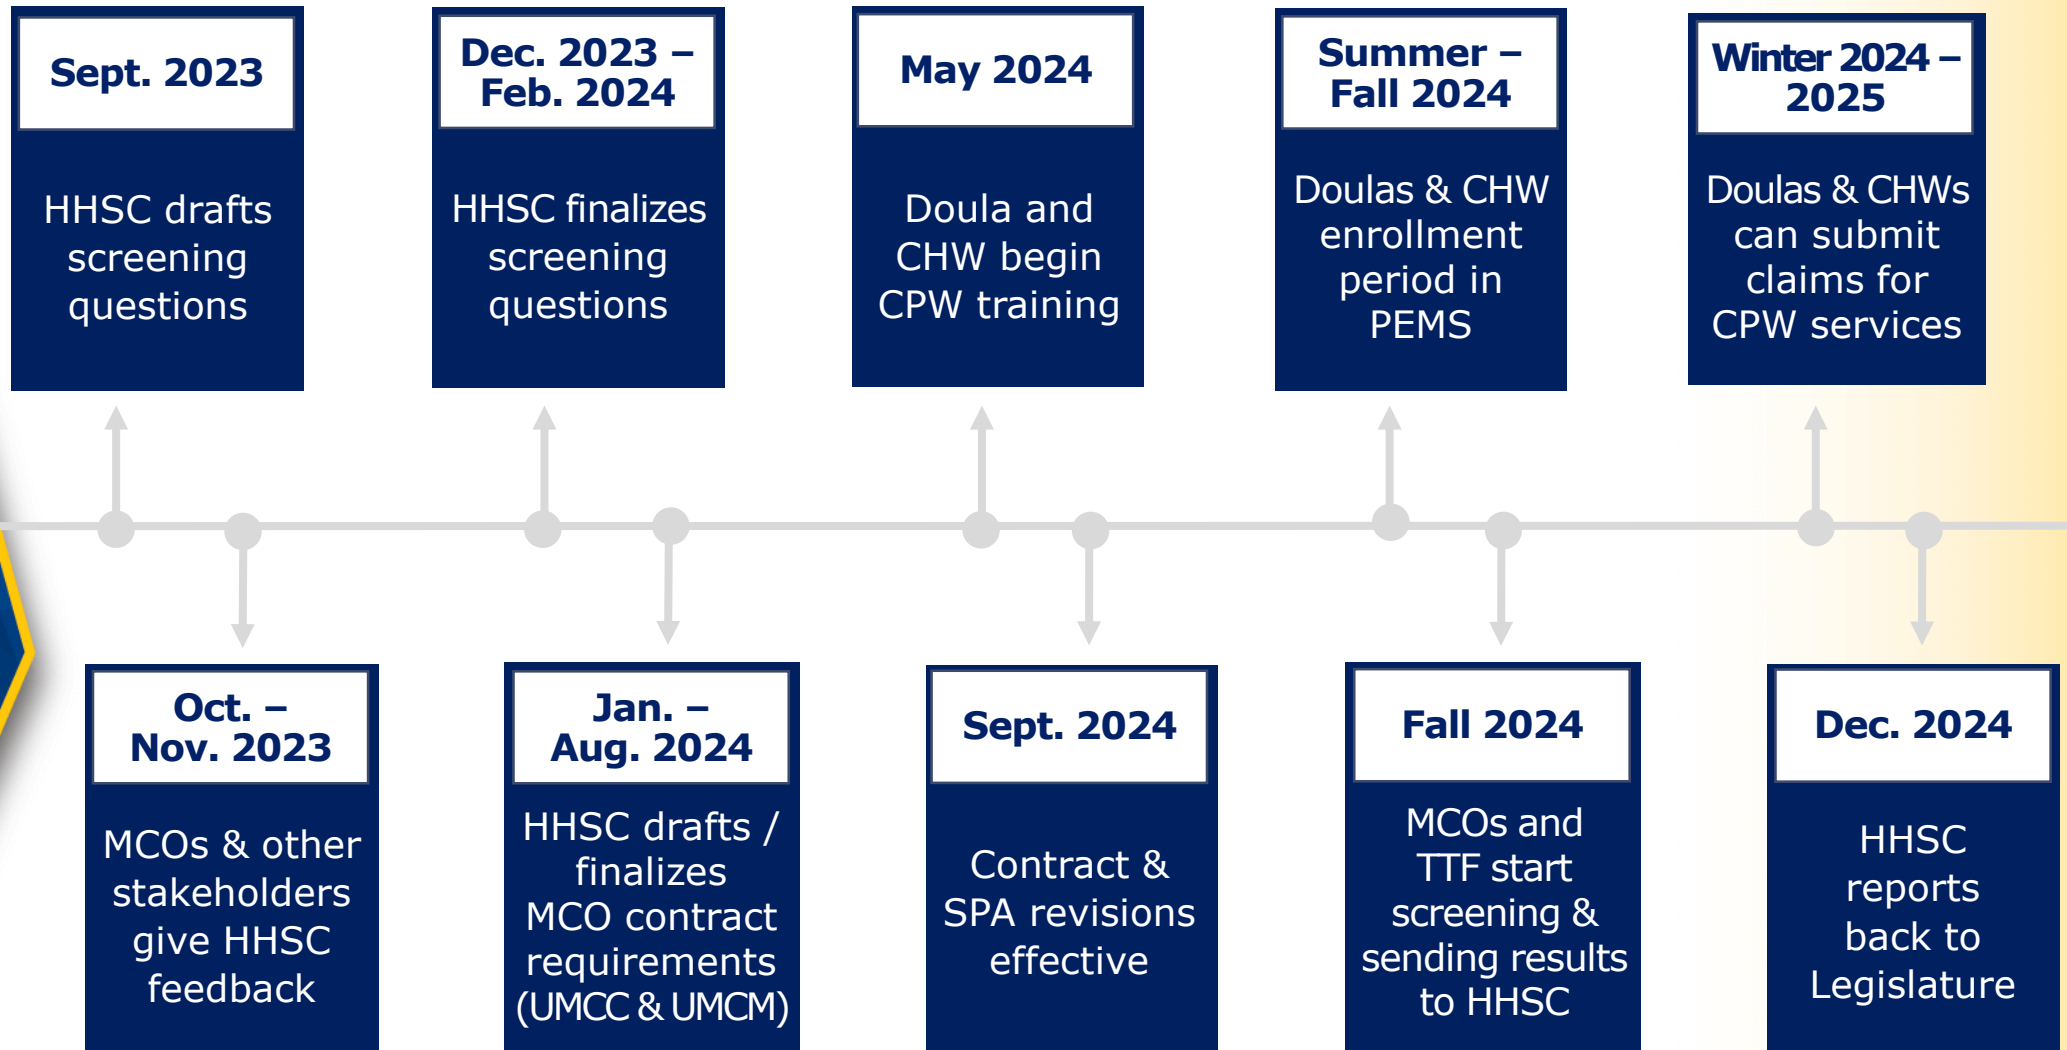 Sept. 2023
HHSC drafts
screening
questions
Dec. 2023 –
Feb. 2024
HHSC finalizes
screening
questions
May 2024
Doula and
CHW begin
CPW training
Summer –
Fall 2024
Doulas & CHW
enrollment
period in
PEMS
Winter 2024 –
2025
Doulas & CHWs
can submit
claims for
CPW services
Oct. –
Nov. 2023
MCOs & other
stakeholders
give HHSC
feedback
Jan. –
Aug. 2024
HHSC drafts /
finalizes
MCO contract
requirements
(UMCC & UMCM)
Sept. 2024
Contract &
SPA revisions
effective
Fall 2024
MCOs and
TTF start
screening &
sending results
to HHSC
Dec. 2024
HHSC
reports
back to
Legislature